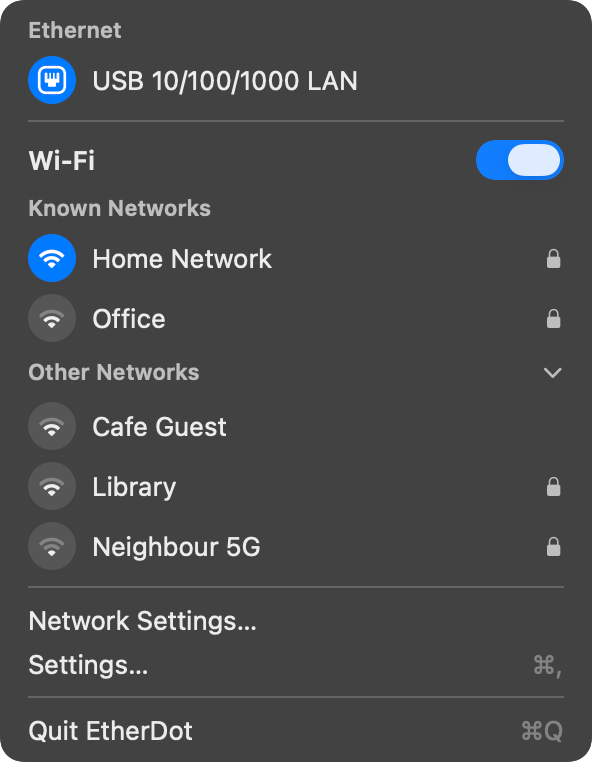 Ethernet
USB 10/100/1000 LAN
Wi-Fi
Known Networks
Home Network
Office
Other Networks
Cafe Guest
Library
Neighbour 5G
Network Settings...
Settings... ⌘,
Quit EtherDot ⌘Q